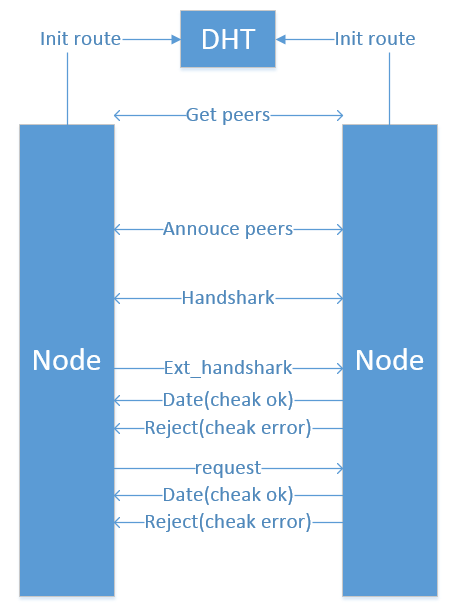 Init route
DHT
Init route
Get peers
Annouce peers
Handshark
Node
Node
Ext_handshark
Date(cheak ok)
Reject(cheak error)
request
Date(cheak ok)
Reject(cheak error)